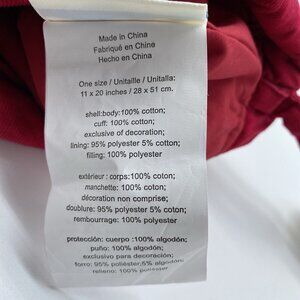 Made in China
Fabriqué en China
Hecho en China
One size / Unitaille / Unitalla:
11 x 20 inches / 28 x 51 cm.
shell:body:100% cotton;
cuff: 100% cotton;
exclusive of decoration;
lining: 95% polyester 5% cotton;
filling: 100% polyester
extérieur : corps:100% coton;
manchette: 100% coton;
décoration non comprise;
doublure: 95% polyester 5% coton;
rembourrage: 100% polyester
protección: cuerpo :100% algodón;
puño: 100% algodón;
exclusivo para decoración;
forro: 95% poliéster,5% algodón;
relleno: 100% poliéster